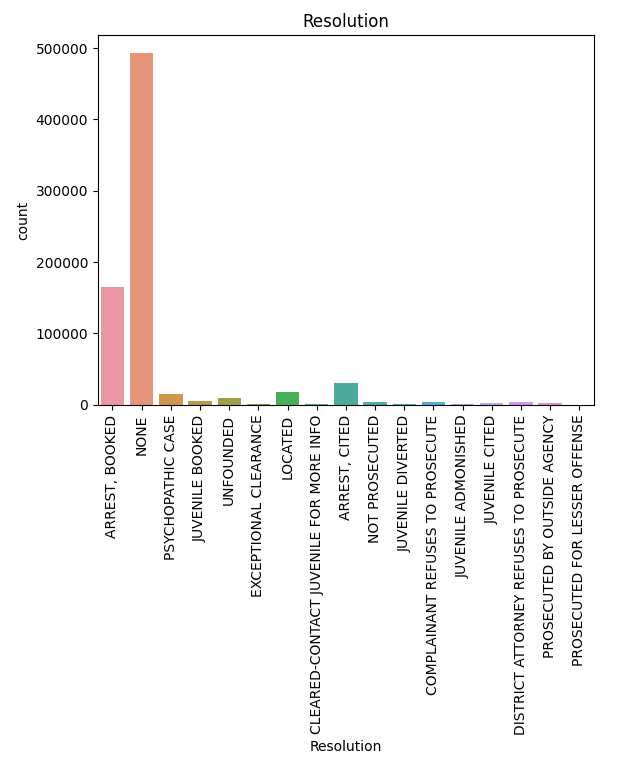 Resolution
500000
400000
300000
200000
100000
0
count
ARREST, BOOKED
NONE
PSYCHOPATHIC CASE
JUVENILE BOOKED
UNFOUNDED
EXCEPTIONAL CLEARANCE
LOCATED
CLEARED-CONTACT JUVENILE FOR MORE INFO
ARREST, CITED
NOT PROSECUTED
JUVENILE DIVERTED
COMPLAINANT REFUSES TO PROSECUTE
JUVENILE ADMONISHED
JUVENILE CITED
DISTRICT ATTORNEY REFUSES TO PROSECUTE
PROSECUTED BY OUTSIDE AGENCY
PROSECUTED FOR LESSER OFFENSE
Resolution